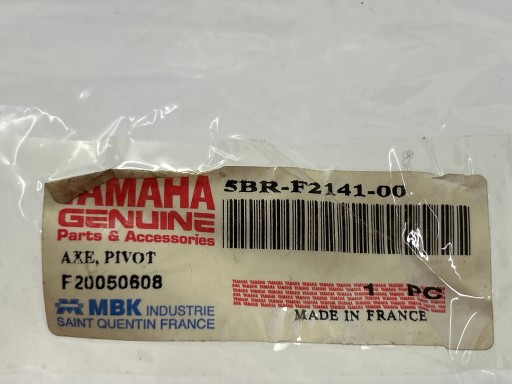 YAMAHA
GENUINE
Parts & Accessories
5BR-F2141-00
AXE, PIVOT
F20050608
MBK INDUSTRIE
SAINT QUENTIN FRANCE
1 PC
MADE IN FRANCE